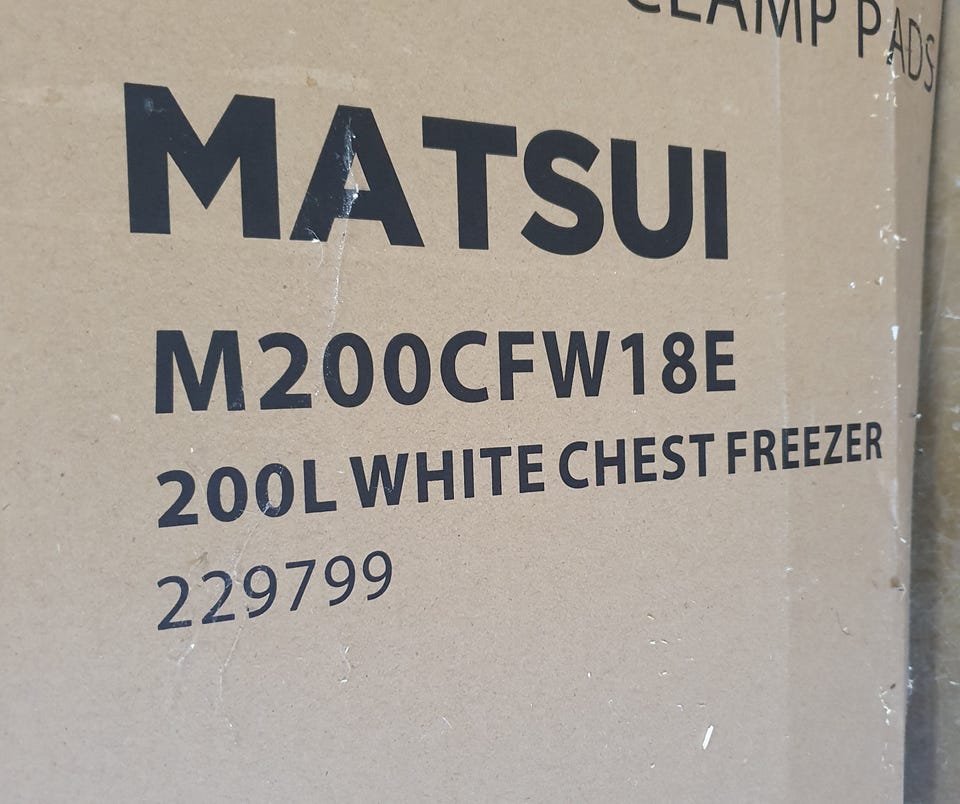 CLAMP PADS
MATSUI
M200CFW18E
200L WHITE CHEST FREEZER
229799